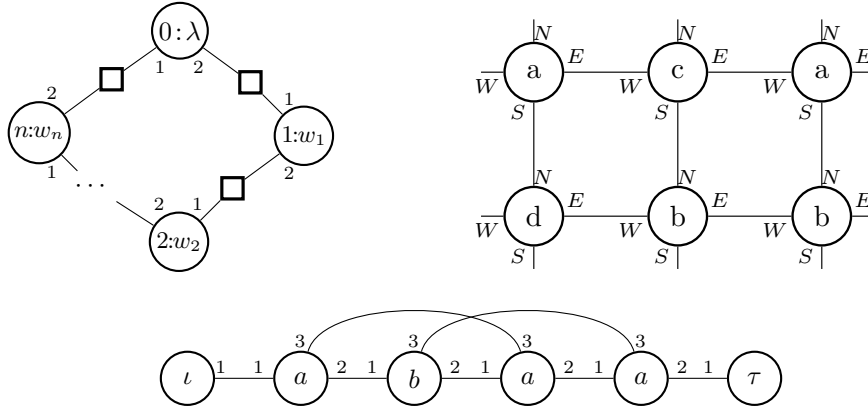 0 : λ
1 2
2 1
n:w_n 1:w_1
1 2
...
2 1
2:w_2
N N N
a E c E a E
W W W
S S S
N N N
d E b E b E
W W W
S S S
3 3 3 3
ι 1 1 a 2 1 b 2 1 a 2 1 a 2 1 τ